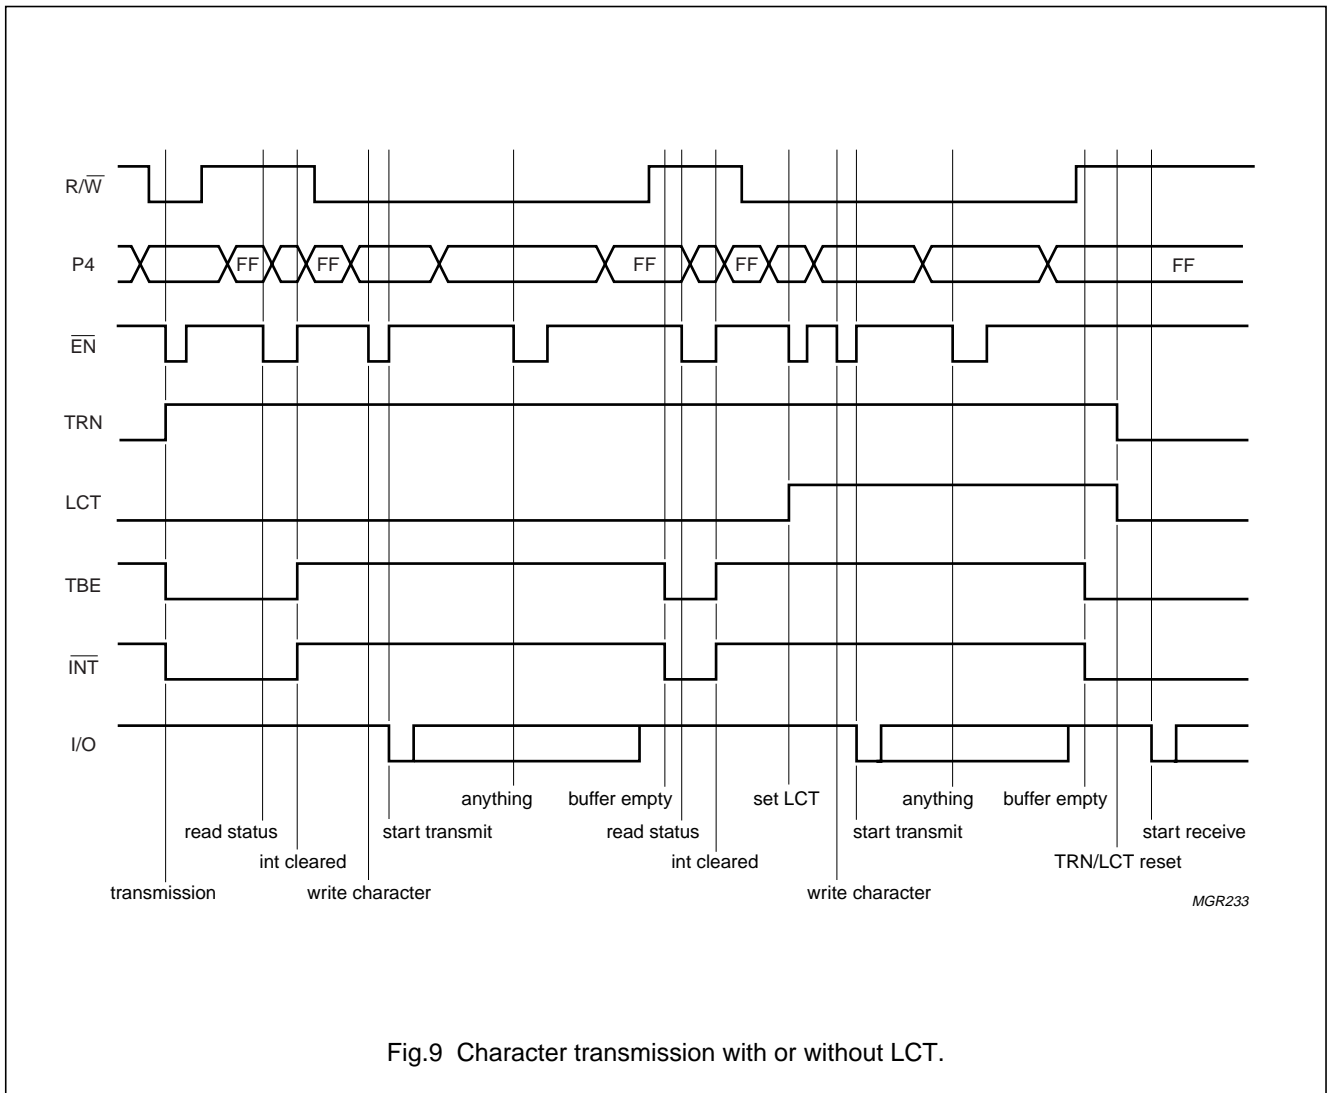 R/W̅
P4 FF FF FF FF FF
E̅N̅
TRN
LCT
TBE
I̅N̅T̅
I/O
anything buffer empty set LCT anything buffer empty
read status start transmit read status start transmit start receive
int cleared int cleared TRN/LCT reset
transmission write character write character
MGR233
Fig.9 Character transmission with or without LCT.